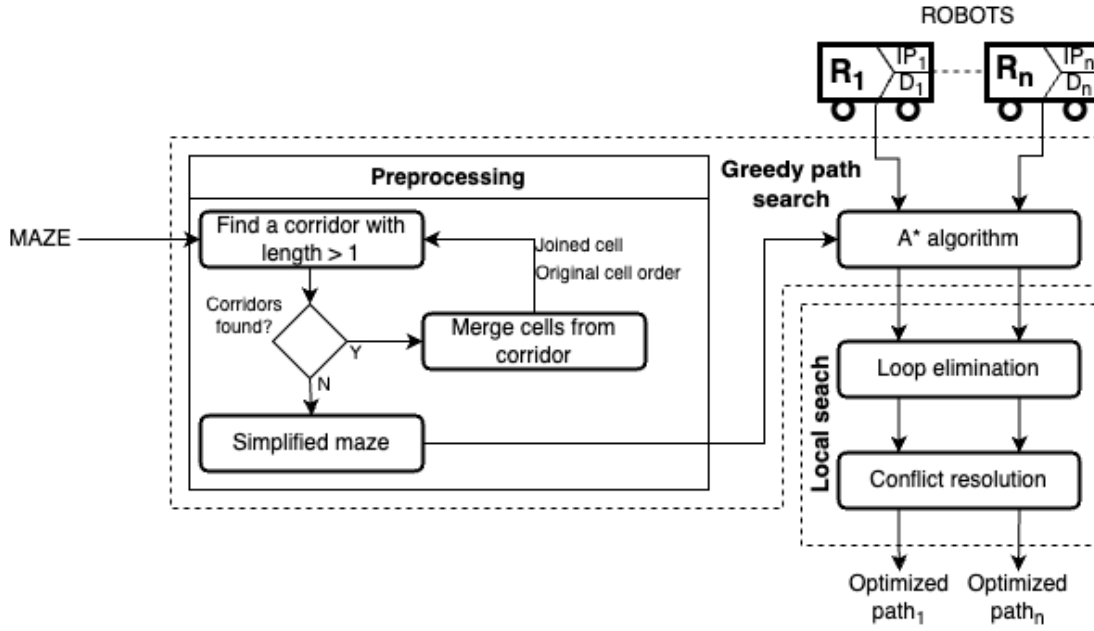 ROBOTS
R1
IP1
D1
Rn
IPn
Dn
Greedy path
search
Preprocessing
MAZE
Find a corridor with
length > 1
Joined cell
Original cell order
A* algorithm
Corridors
found?
Y
Merge cells from
corridor
N
Simplified maze
Local seach
Loop elimination
Conflict resolution
Optimized
path1
Optimized
pathn